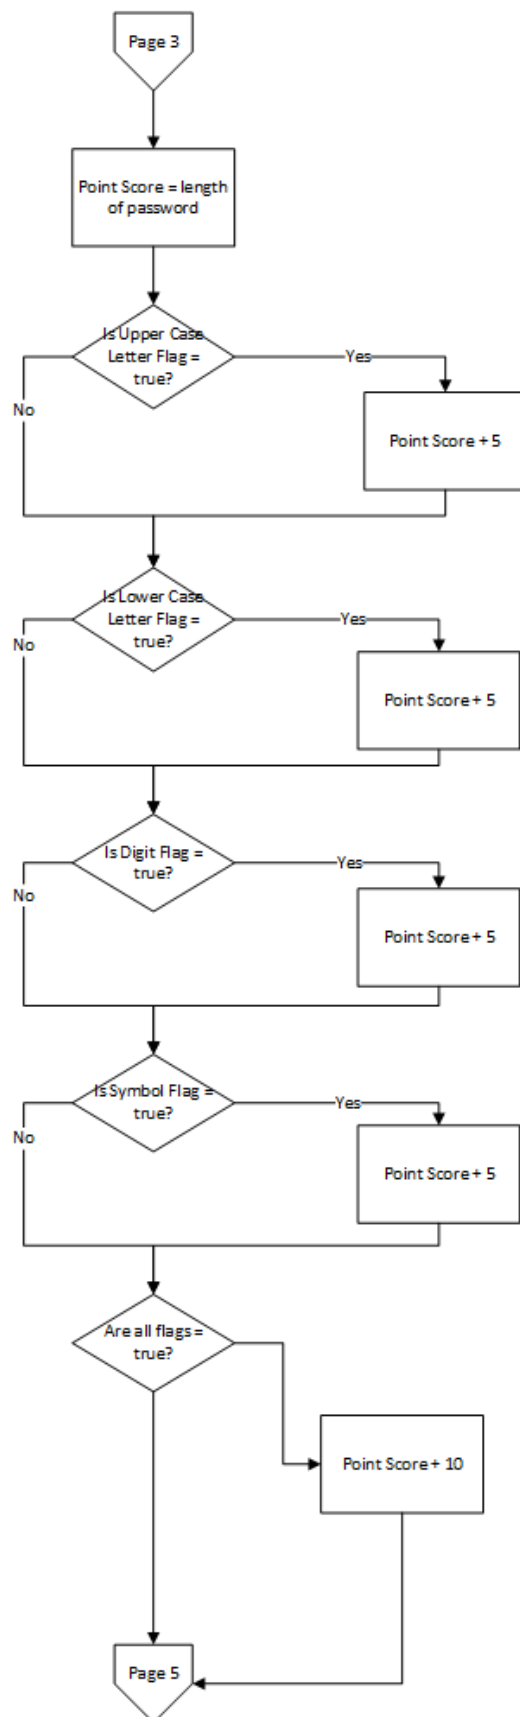 Page 3
Point Score = length
of password
Is Upper Case
Letter Flag =
true?
Yes
No
Point Score + 5
Is Lower Case
Letter Flag =
true?
Yes
No
Point Score + 5
Is Digit Flag =
true?
Yes
No
Point Score + 5
Is Symbol Flag =
true?
Yes
No
Point Score + 5
Are all flags =
true?
Point Score + 10
Page 5